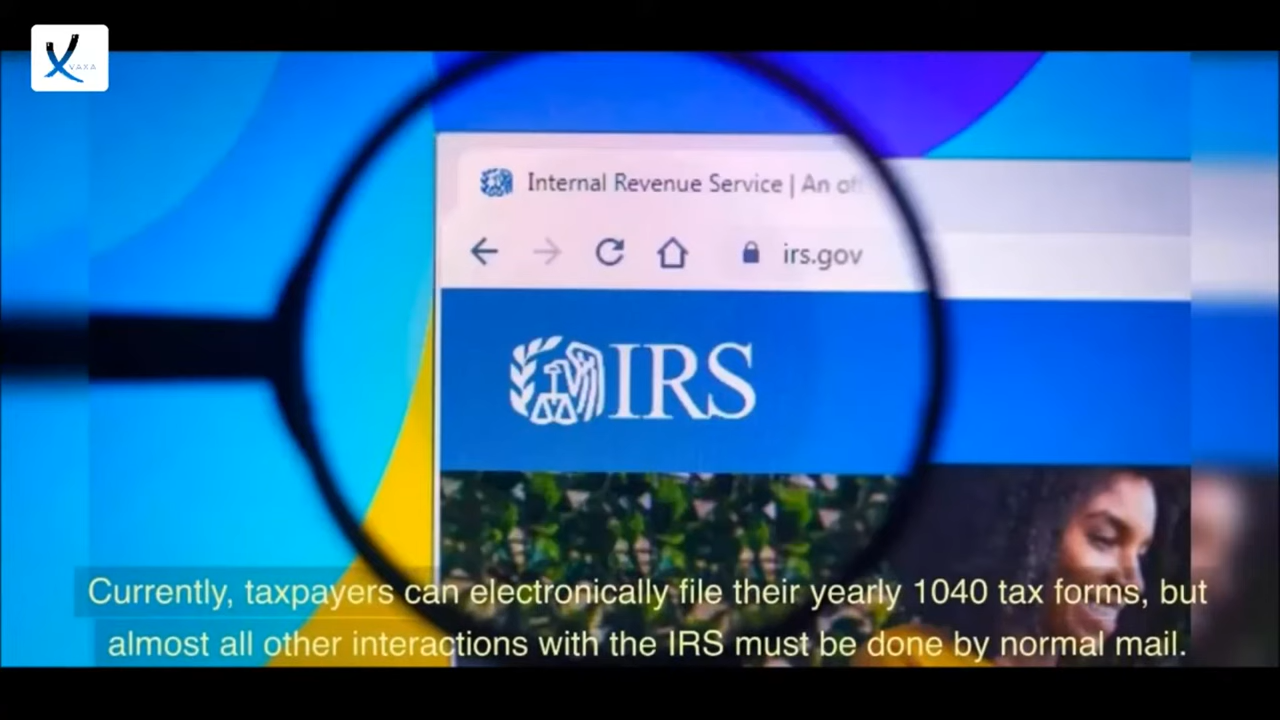 VAXA
Internal Revenue Service | An of
irs.gov
IRS
Currently, taxpayers can electronically file their yearly 1040 tax forms, but
almost all other interactions with the IRS must be done by normal mail.